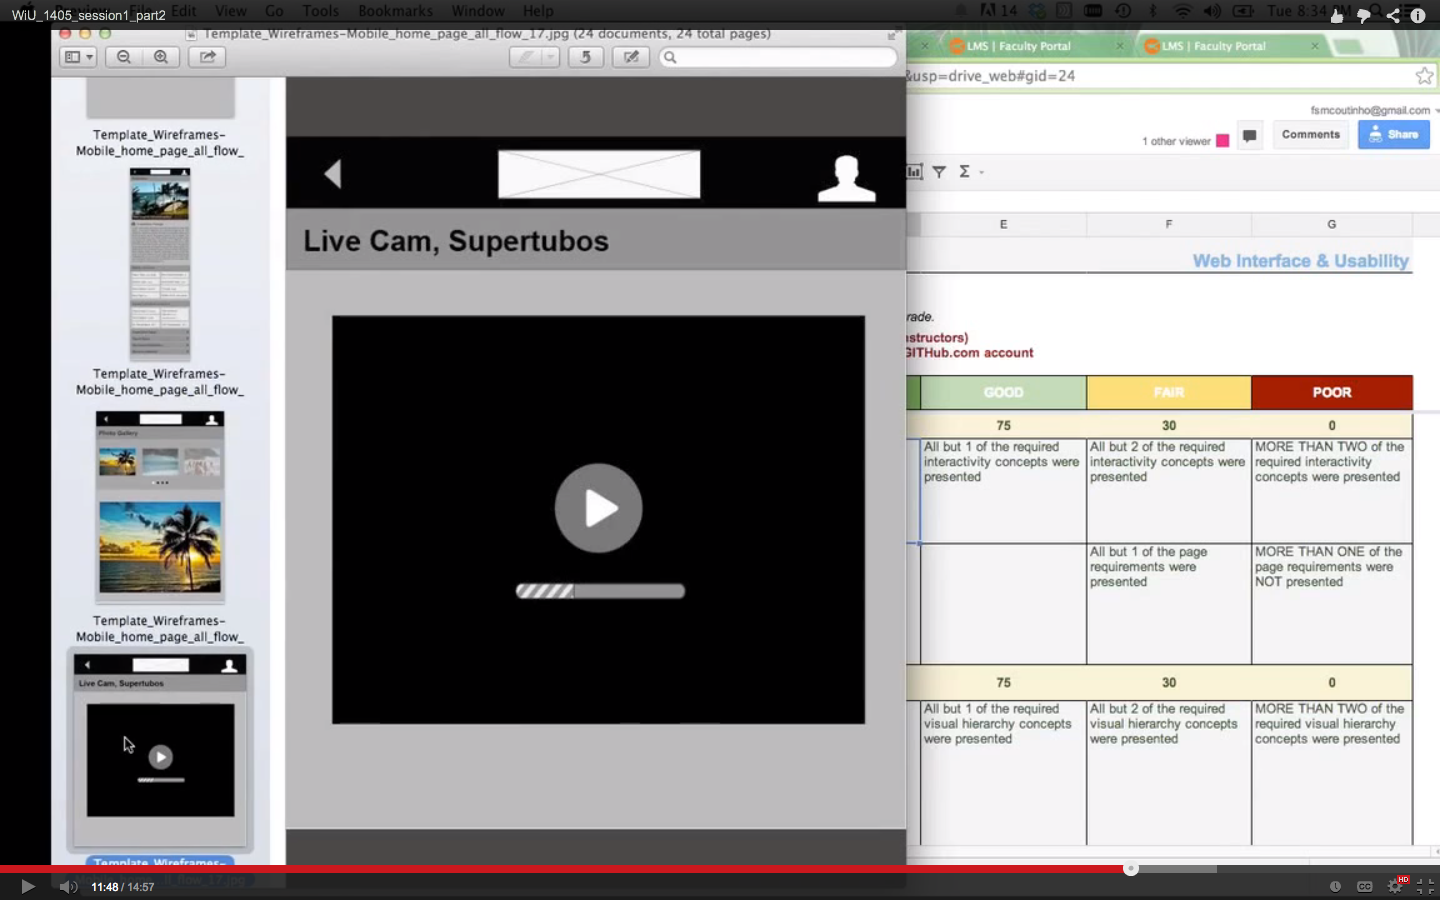 WiU_1405_session1_part2
Edit View Go Tools Bookmarks Window Help
14
Tue 8:34 PM
Template_Wireframes-Mobile_home_page_all_flow_17.jpg (24 documents, 24 total pages)
LMS | Faculty Portal
LMS | Faculty Portal
&usp=drive_web#gid=24
fsmcoutinho@gmail.com
1 other viewer
Comments
Share
Template_Wireframes-
Mobile_home_page_all_flow_
Template_Wireframes-
Mobile_home_page_all_flow_
Photo Gallery
Template_Wireframes-
Mobile_home_page_all_flow_
Live Cam, Supertubos
Template_Wireframes-
Live Cam, Supertubos
E F G
Web Interface & Usability
rade.
structors)
GITHub.com account
GOOD FAIR POOR
75 30 0
All but 1 of the required
interactivity concepts were
presented
All but 2 of the required
interactivity concepts were
presented
MORE THAN TWO of the
required interactivity
concepts were presented
All but 1 of the page
requirements were
presented
MORE THAN ONE of the
page requirements were
NOT presented
75 30 0
All but 1 of the required
visual hierarchy concepts
were presented
All but 2 of the required
visual hierarchy concepts
were presented
MORE THAN TWO of the
required visual hierarchy
concepts were presented
11:48 / 14:57
CC
HD